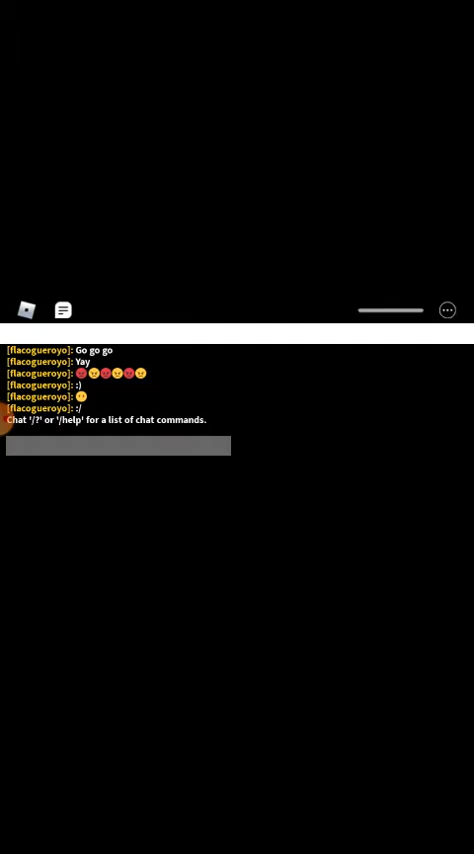 [flacogueroyo]: Go go go
[flacogueroyo]: Yay
[flacogueroyo]: 😡😠😡😠😡😠
[flacogueroyo]: :)
[flacogueroyo]: 😶
[flacogueroyo]: :/
Chat '/?' or '/help' for a list of chat commands.